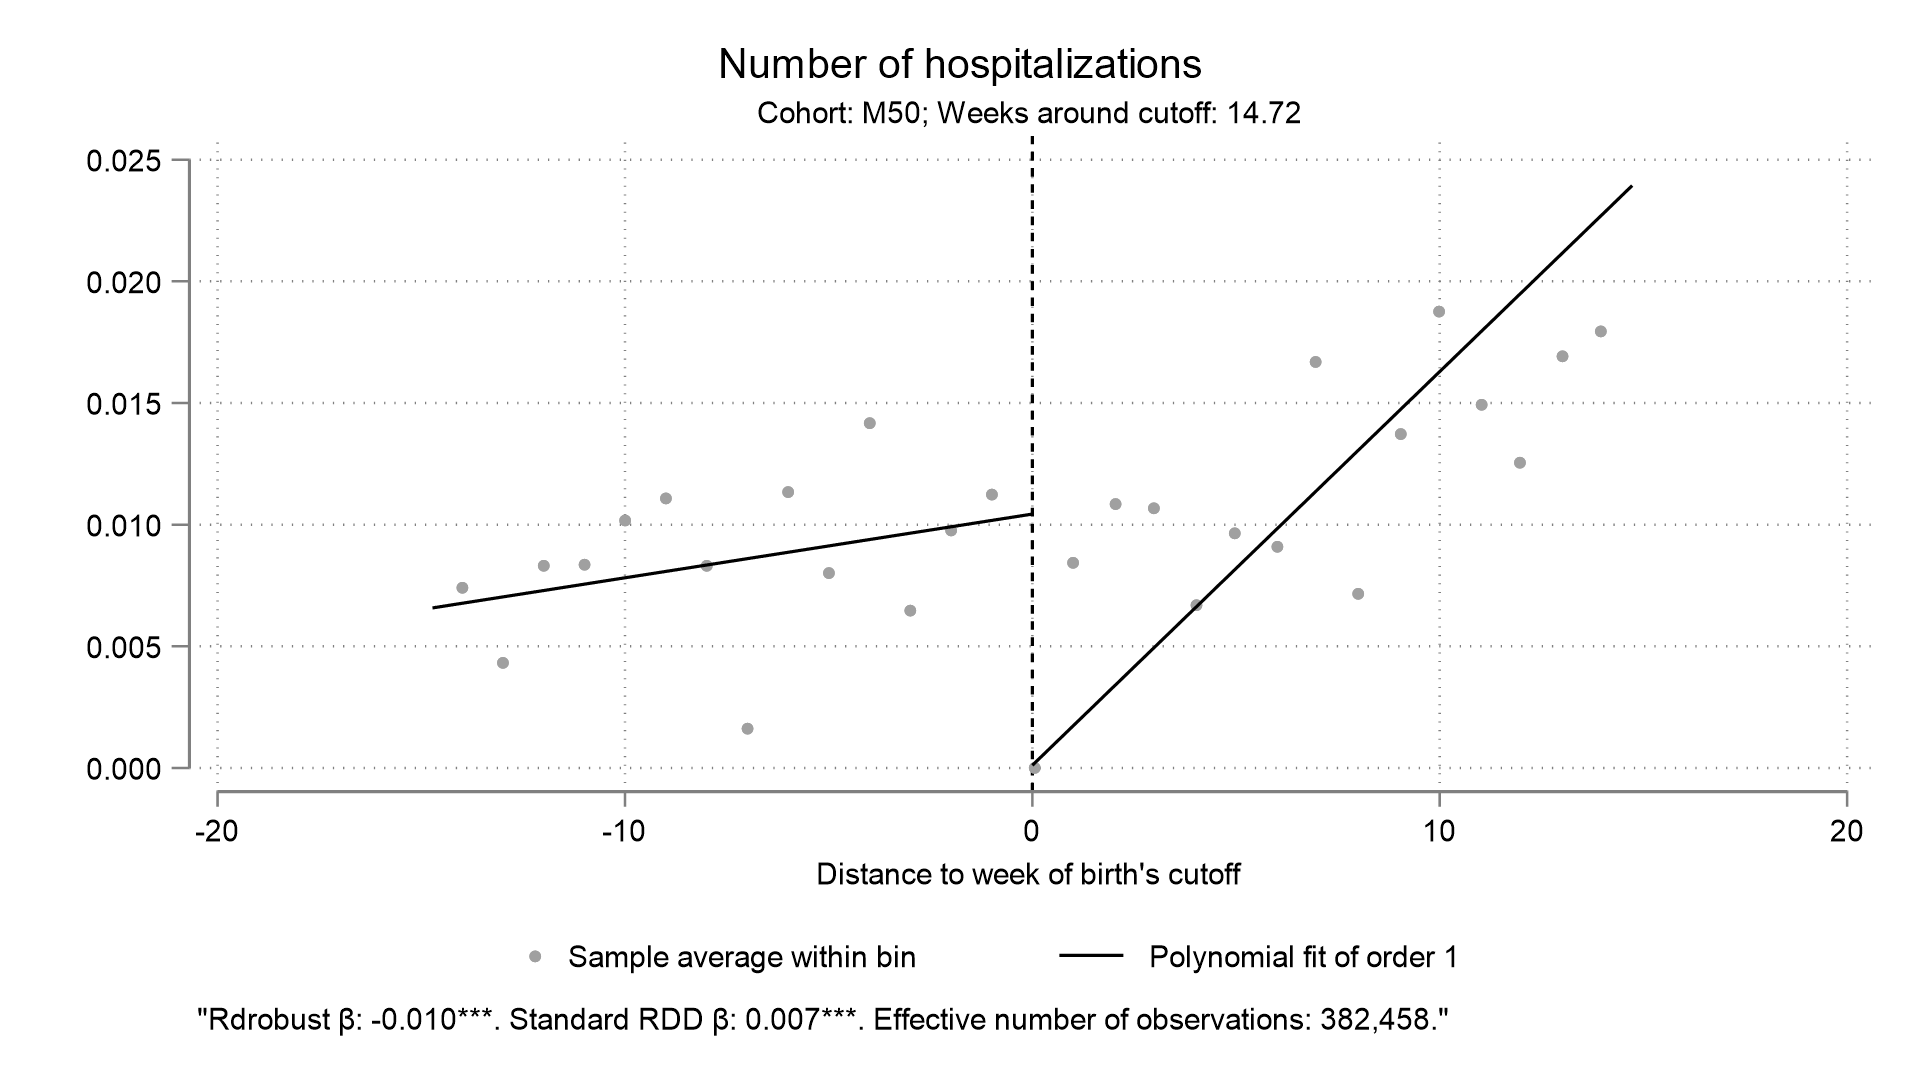 Number of hospitalizations
Cohort: M50; Weeks around cutoff: 14.72
0.025
0.020
0.015
0.010
0.005
0.000
-20 -10 0 10 20
Distance to week of birth's cutoff
Sample average within bin Polynomial fit of order 1
"Rdrobust β: -0.010***. Standard RDD β: 0.007***. Effective number of observations: 382,458."